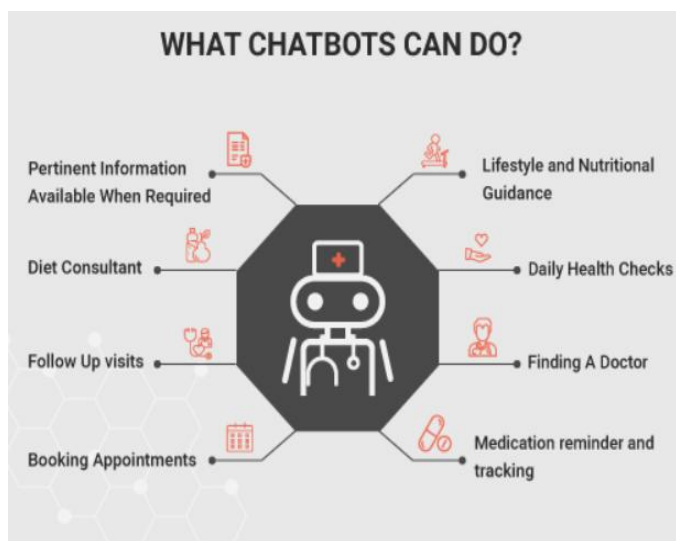 WHAT CHATBOTS CAN DO?
Pertinent Information
Available When Required
Diet Consultant
Follow Up visits
Booking Appointments
Lifestyle and Nutritional
Guidance
Daily Health Checks
Finding A Doctor
Medication reminder and
tracking